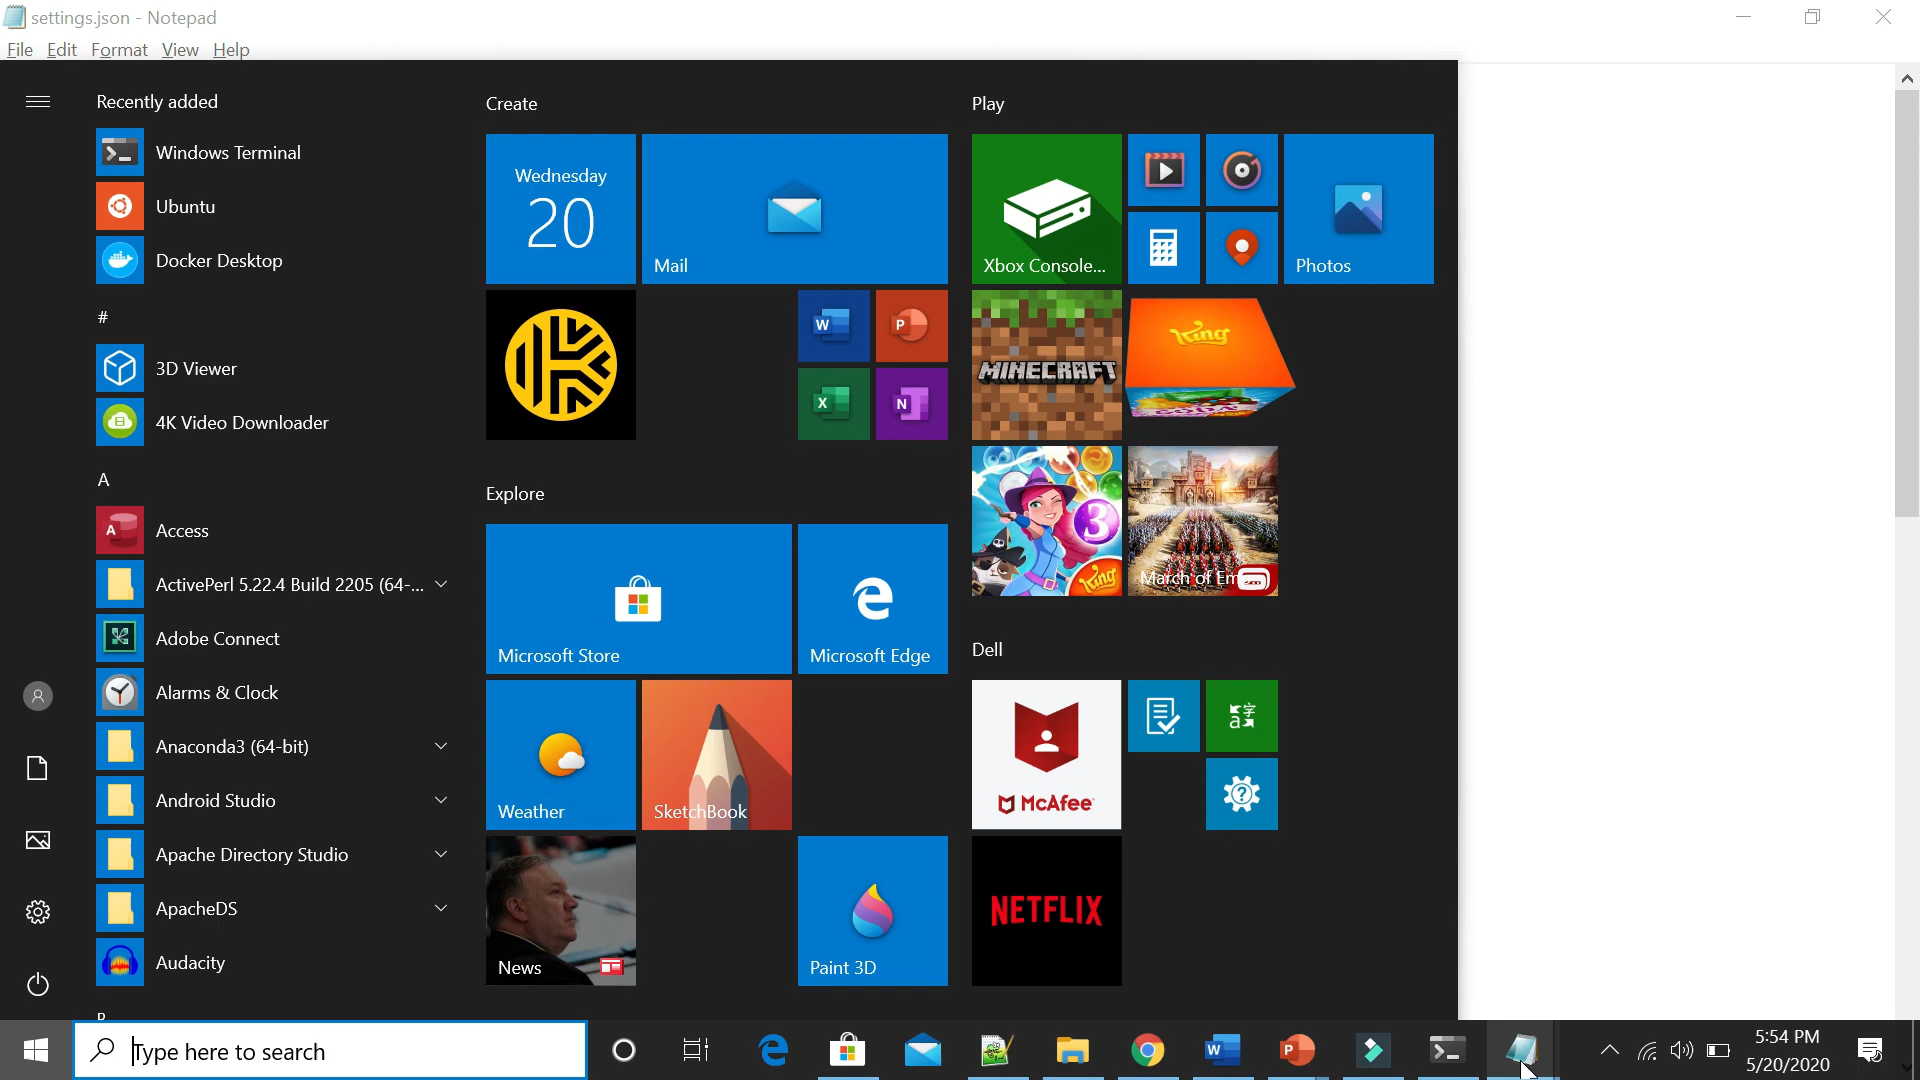 settings.json - Notepad
File Edit Format View Help
Recently added
Windows Terminal
Ubuntu
Docker Desktop
#
3D Viewer
4K Video Downloader
A
Access
ActivePerl 5.22.4 Build 2205 (64-...
Adobe Connect
Alarms & Clock
Anaconda3 (64-bit)
Android Studio
Apache Directory Studio
ApacheDS
Audacity
Create
Wednesday
20
Mail
W
P
X
N
Explore
Microsoft Store
Microsoft Edge
Weather
SketchBook
News
Paint 3D
Play
Xbox Console...
Photos
MINECRAFT
King
3
King
March of Em
Dell
McAfee
NETFLIX
Type here to search
5:54 PM
5/20/2020